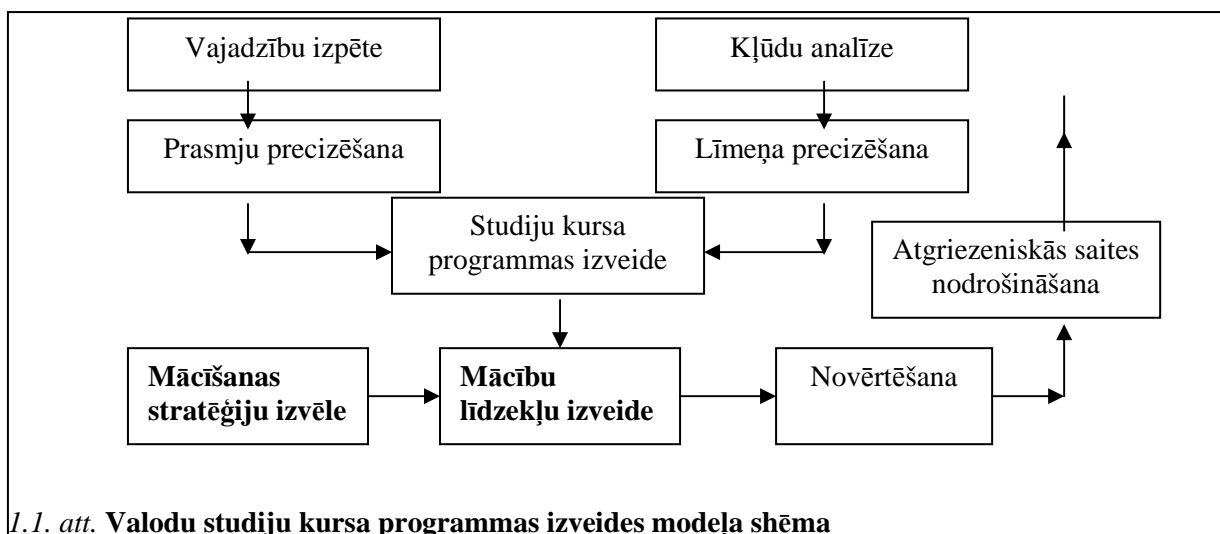 Vajadzību izpēte
Kļūdu analīze
Prasmju precizēšana
Līmeņa precizēšana
Studiju kursa
programmas izveide
Atgriezeniskās saites
nodrošināšana
Mācīšanas
stratēģiju izvēle
Mācību
līdzekļu izveide
Novērtēšana
1.1. att. Valodu studiju kursa programmas izveides modeļa shēma